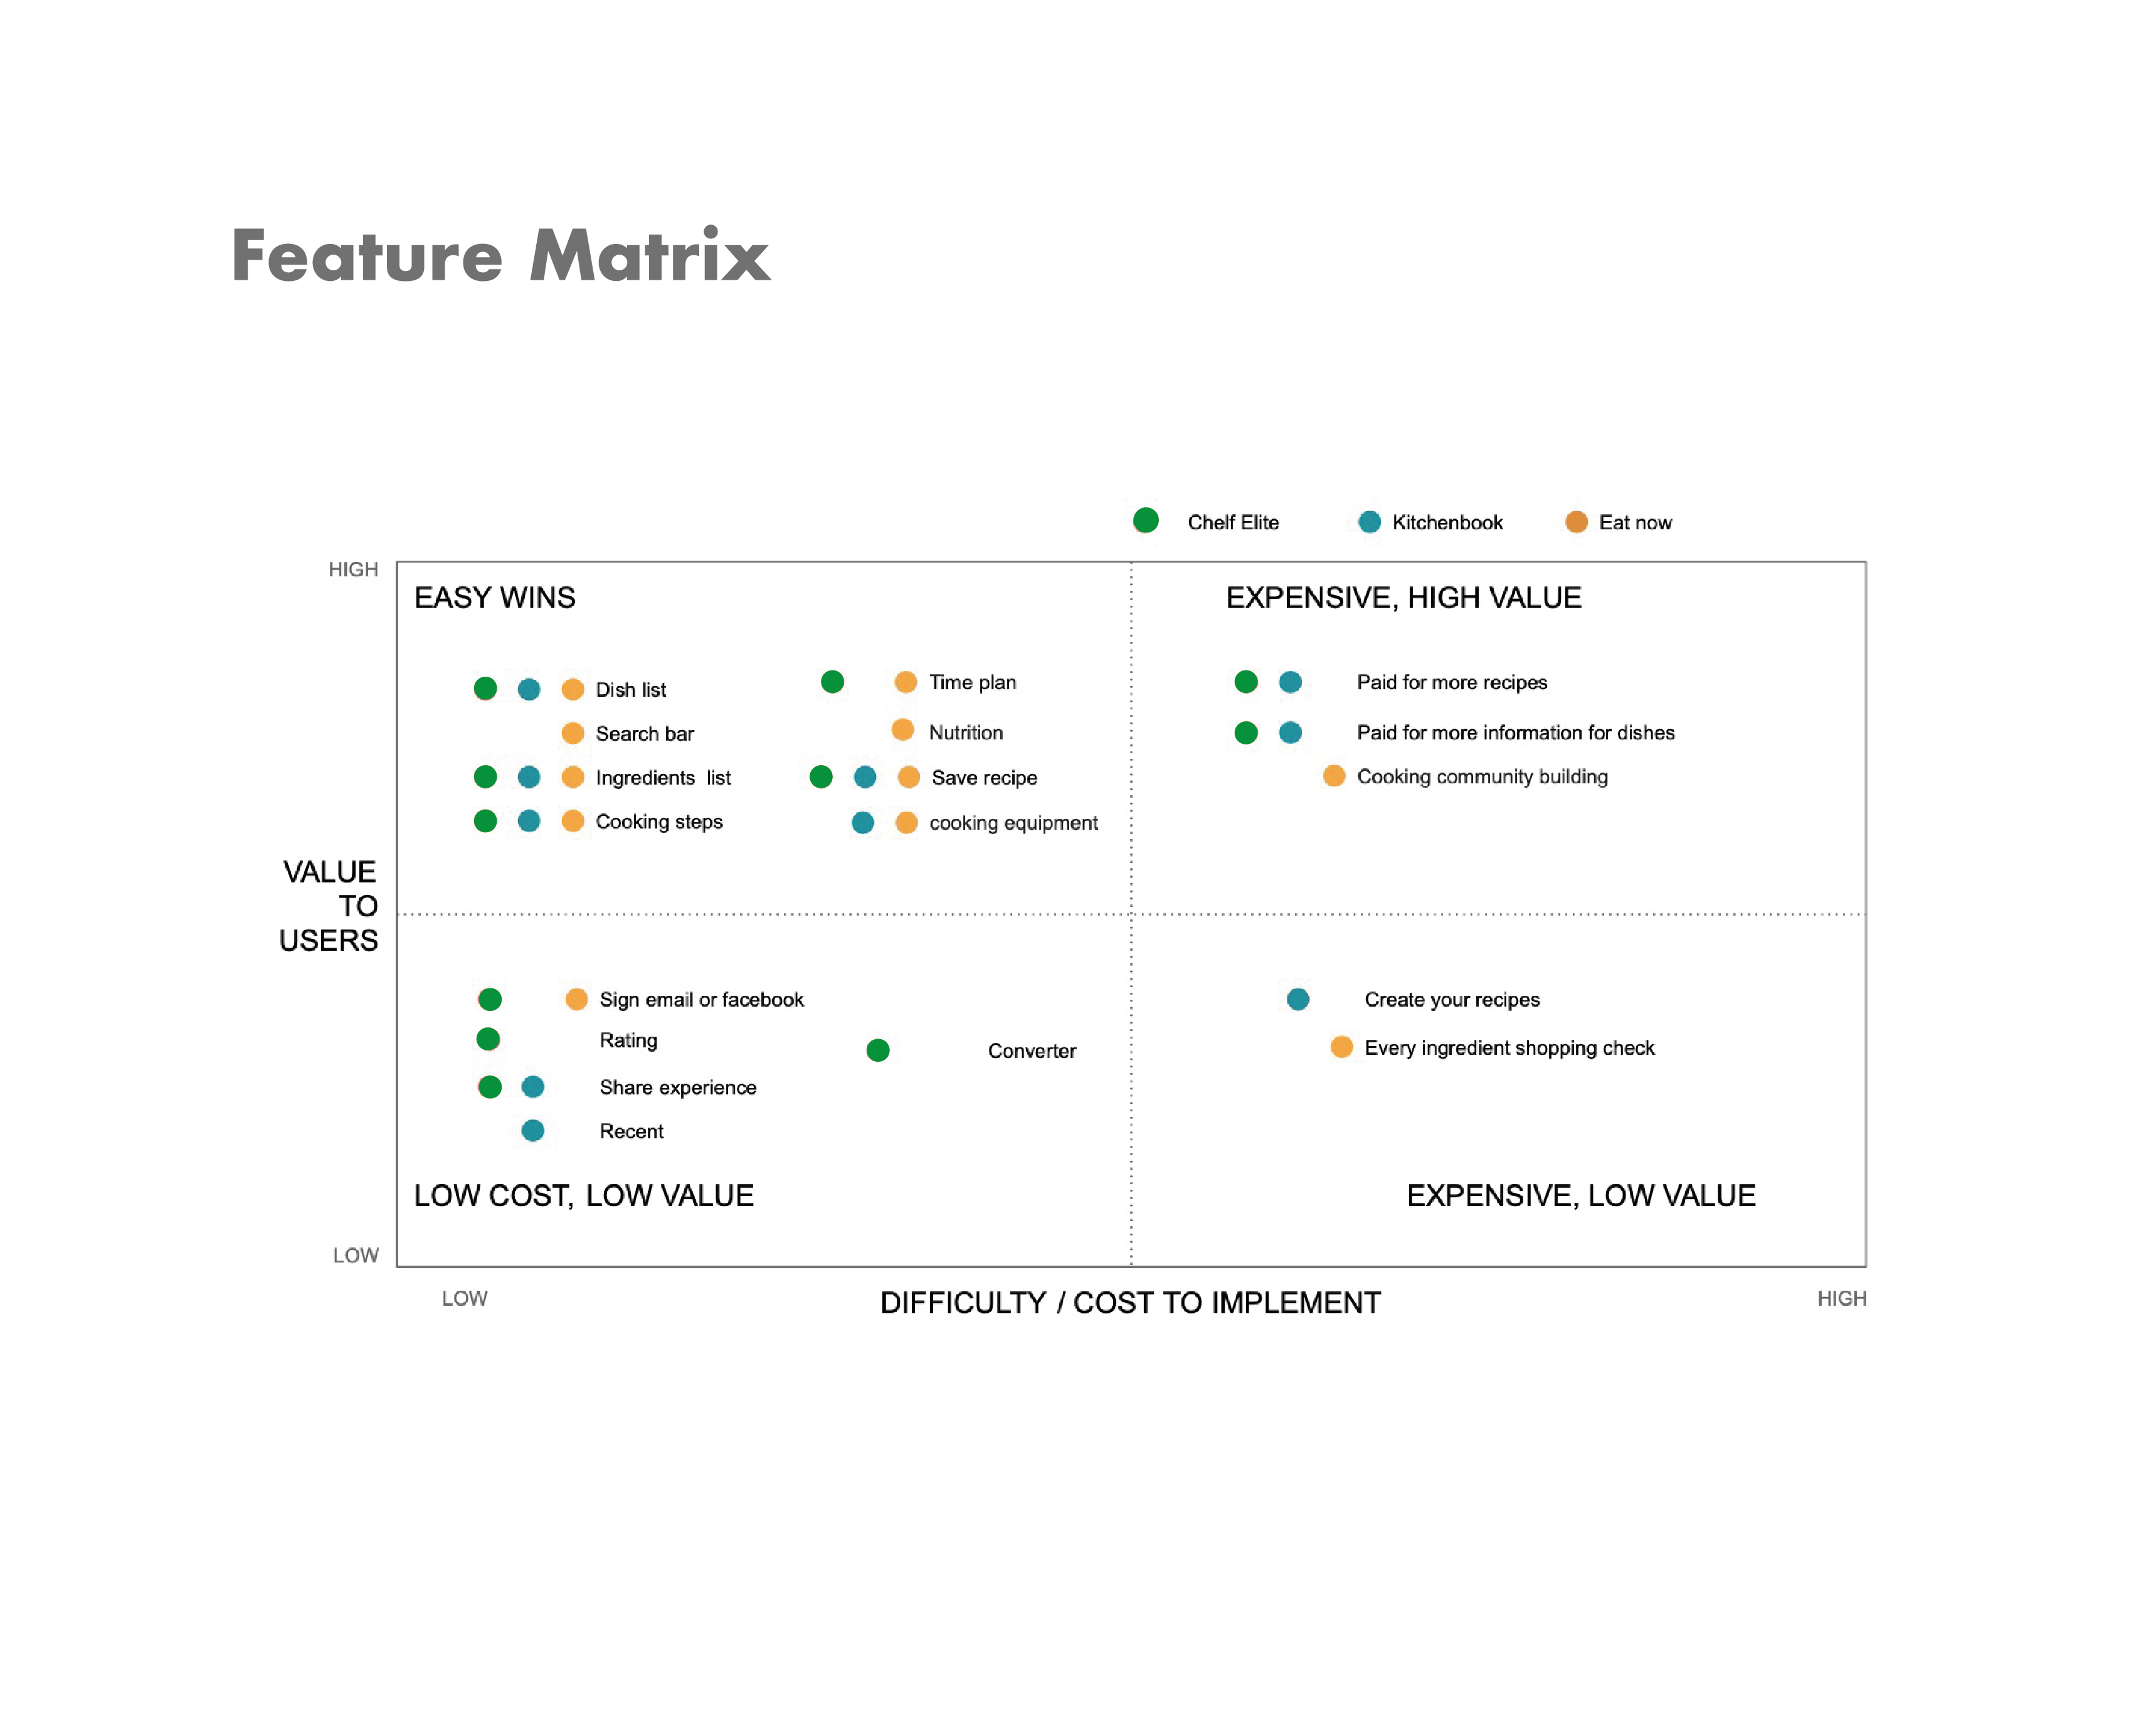 Feature Matrix
Chelf Elite Kitchenbook Eat now
HIGH
EASY WINS
EXPENSIVE, HIGH VALUE
Dish list
Search bar
Ingredients list
Cooking steps
Time plan
Nutrition
Save recipe
cooking equipment
Paid for more recipes
Paid for more information for dishes
Cooking community building
VALUE
TO
USERS
Sign email or facebook
Rating
Share experience
Recent
Converter
Create your recipes
Every ingredient shopping check
LOW COST, LOW VALUE
EXPENSIVE, LOW VALUE
LOW
LOW
DIFFICULTY / COST TO IMPLEMENT
HIGH